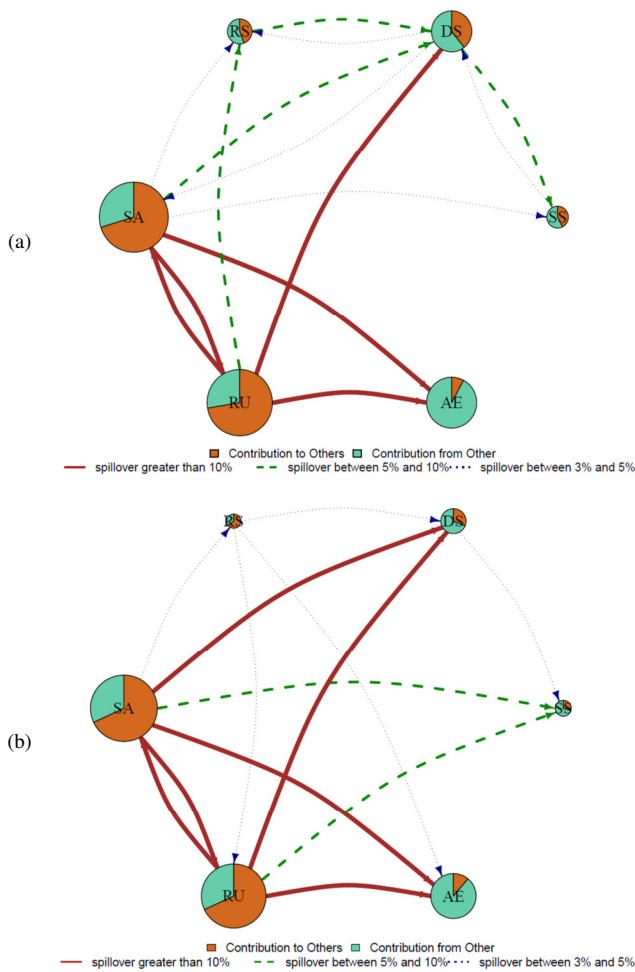 RS DS
SA
SS
(a)
RU AE
Contribution to Others Contribution from Other
spillover greater than 10% spillover between 5% and 10% spillover between 3% and 5%
RS DS
SA SS
(b)
RU AE
Contribution to Others Contribution from Other
spillover greater than 10% spillover between 5% and 10% spillover between 3% and 5%